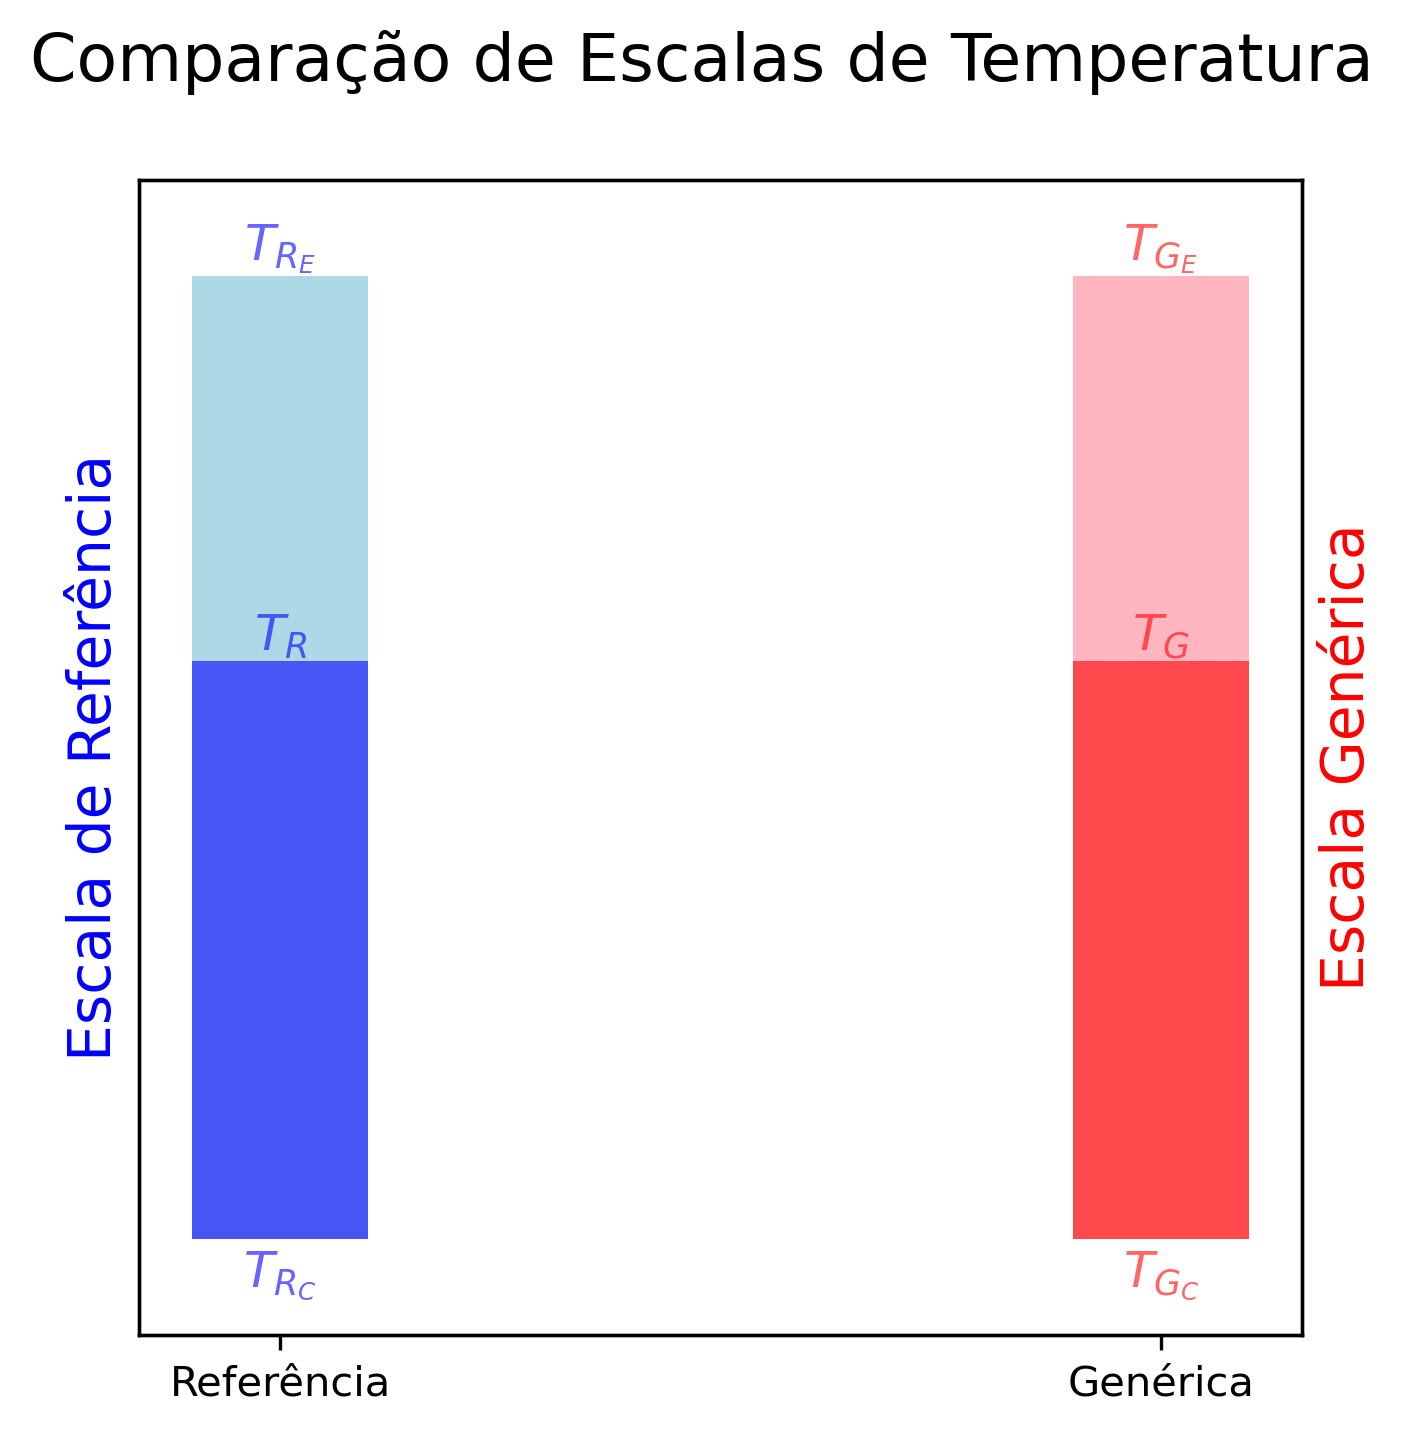 Comparação de Escalas de Temperatura
Escala de Referência
T_{R_E}
T_R
T_{R_C}
T_{G_E}
T_G
T_{G_C}
Escala Genérica
Referência
Genérica